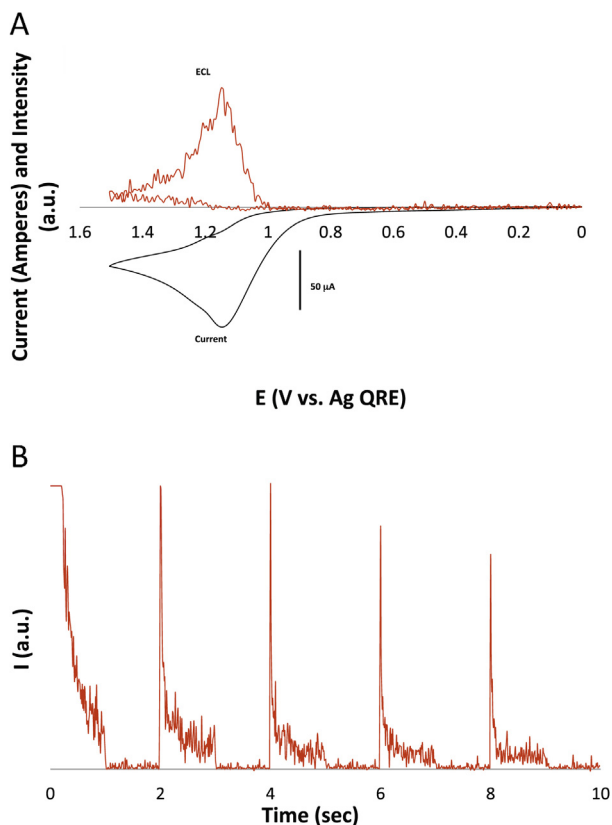 A
ECL
Current (Amperes) and Intensity
(a.u.)
1.6 1.4 1.2 1 0.8 0.6 0.4 0.2 0
50 µA
Current
E (V vs. Ag QRE)
B
I (a.u.)
0 2 4 6 8 10
Time (sec)